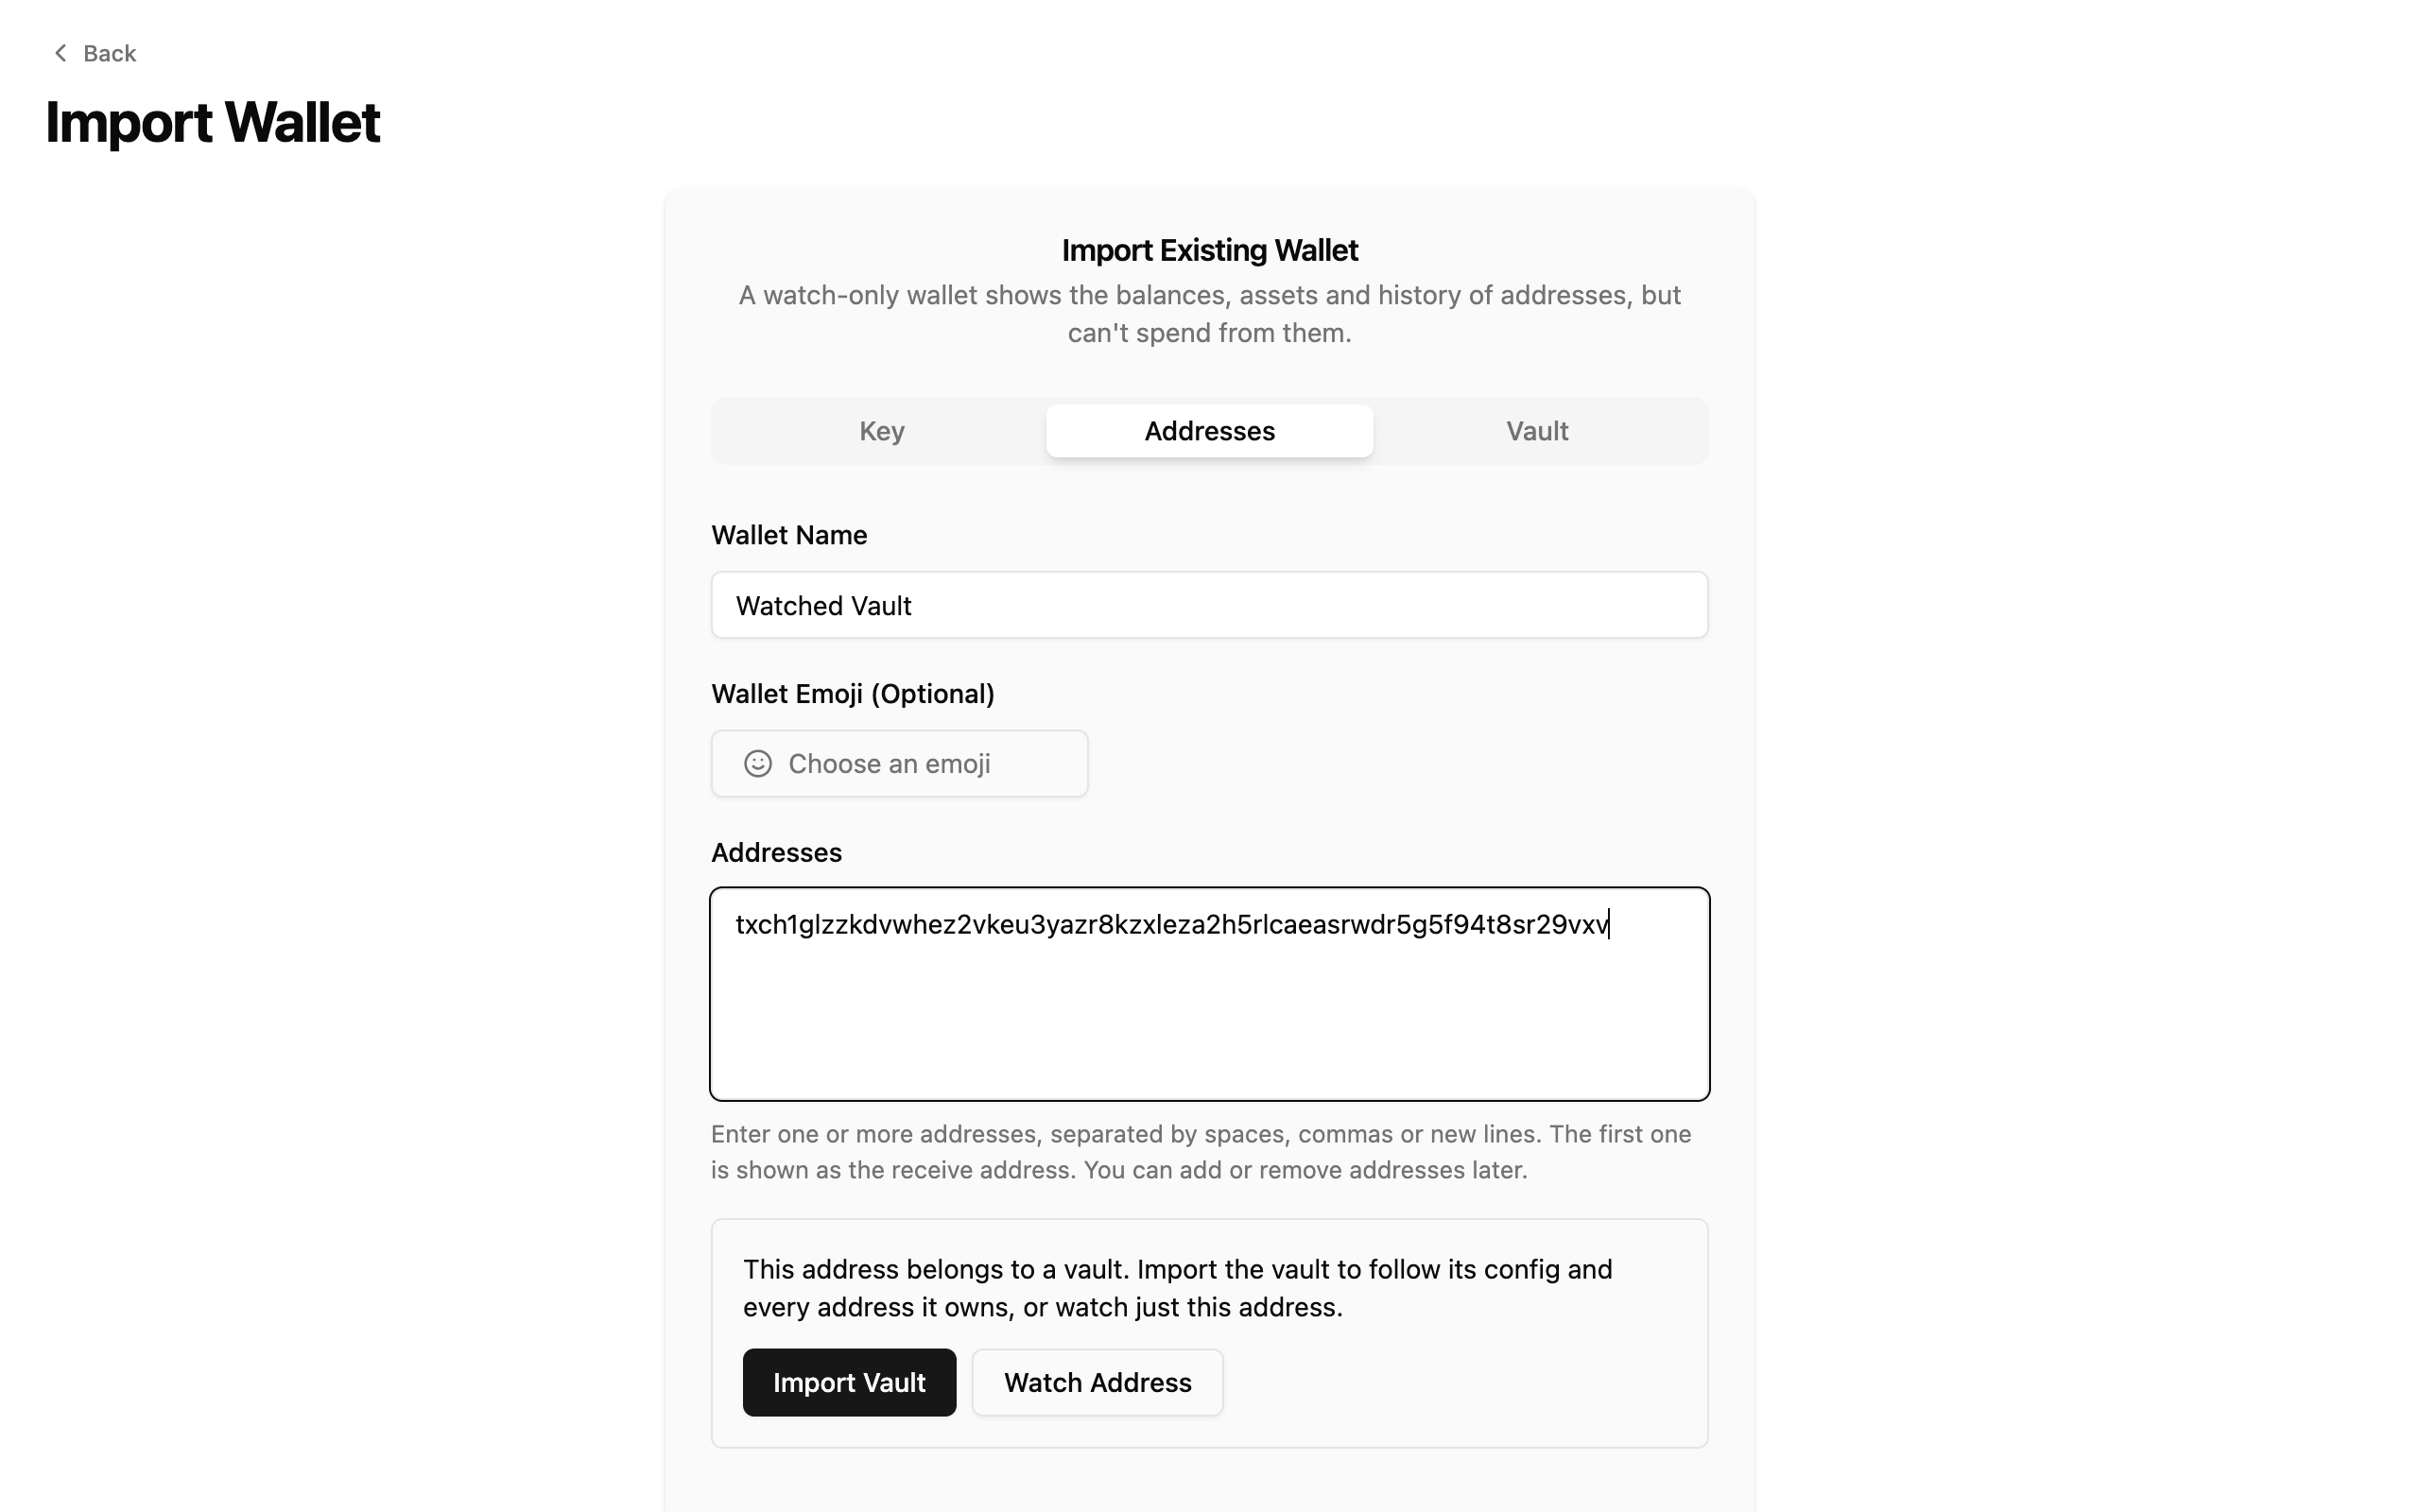 Back
Import Wallet
Import Existing Wallet
A watch-only wallet shows the balances, assets and history of addresses, but
can't spend from them.
Key
Addresses
Vault
Wallet Name
Watched Vault
Wallet Emoji (Optional)
Choose an emoji
Addresses
txch1glzzkdvwhez2vkeu3yazr8kzxleza2h5rlcaeasrwdr5g5f94t8sr29vxv
Enter one or more addresses, separated by spaces, commas or new lines. The first one
is shown as the receive address. You can add or remove addresses later.
This address belongs to a vault. Import the vault to follow its config and
every address it owns, or watch just this address.
Import Vault
Watch Address